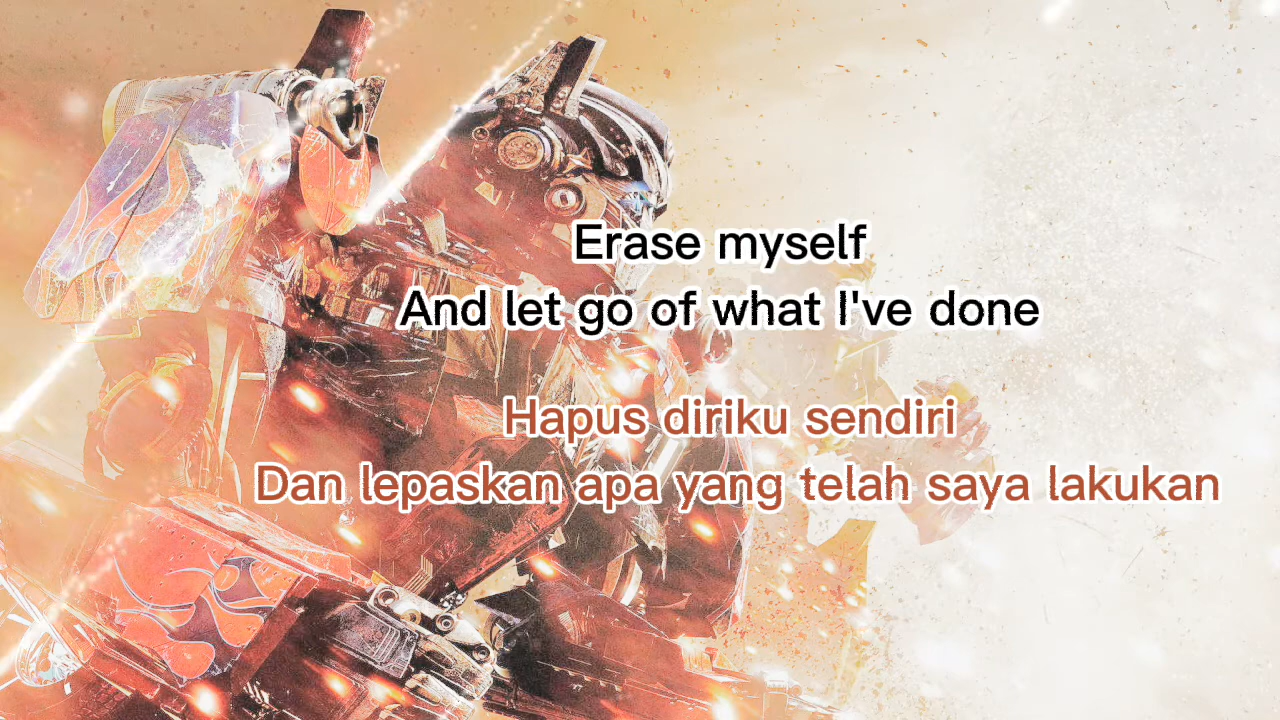 Erase myself
And let go of what I've done
Hapus diriku sendiri
Dan lepaskan apa yang telah saya lakukan